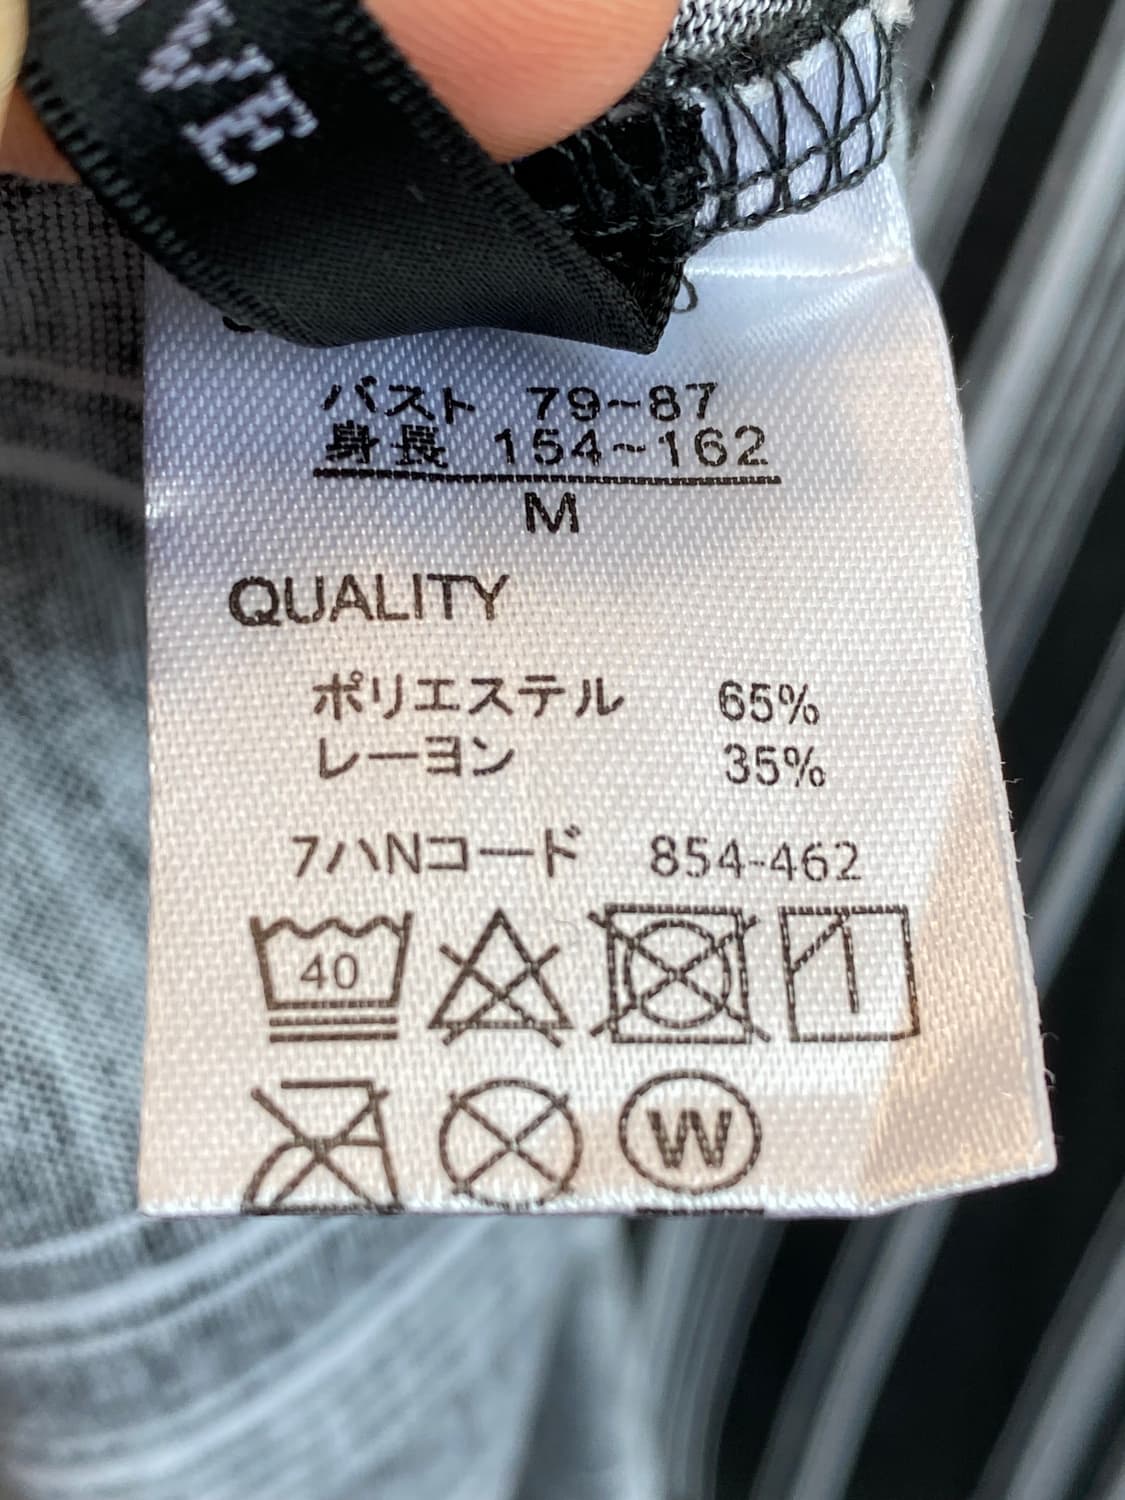 VE
バスト 79~87
身長 154~162
M
QUALITY
ポリエステル 65%
レーヨン 35%
7ハNコード 854-462
40
W